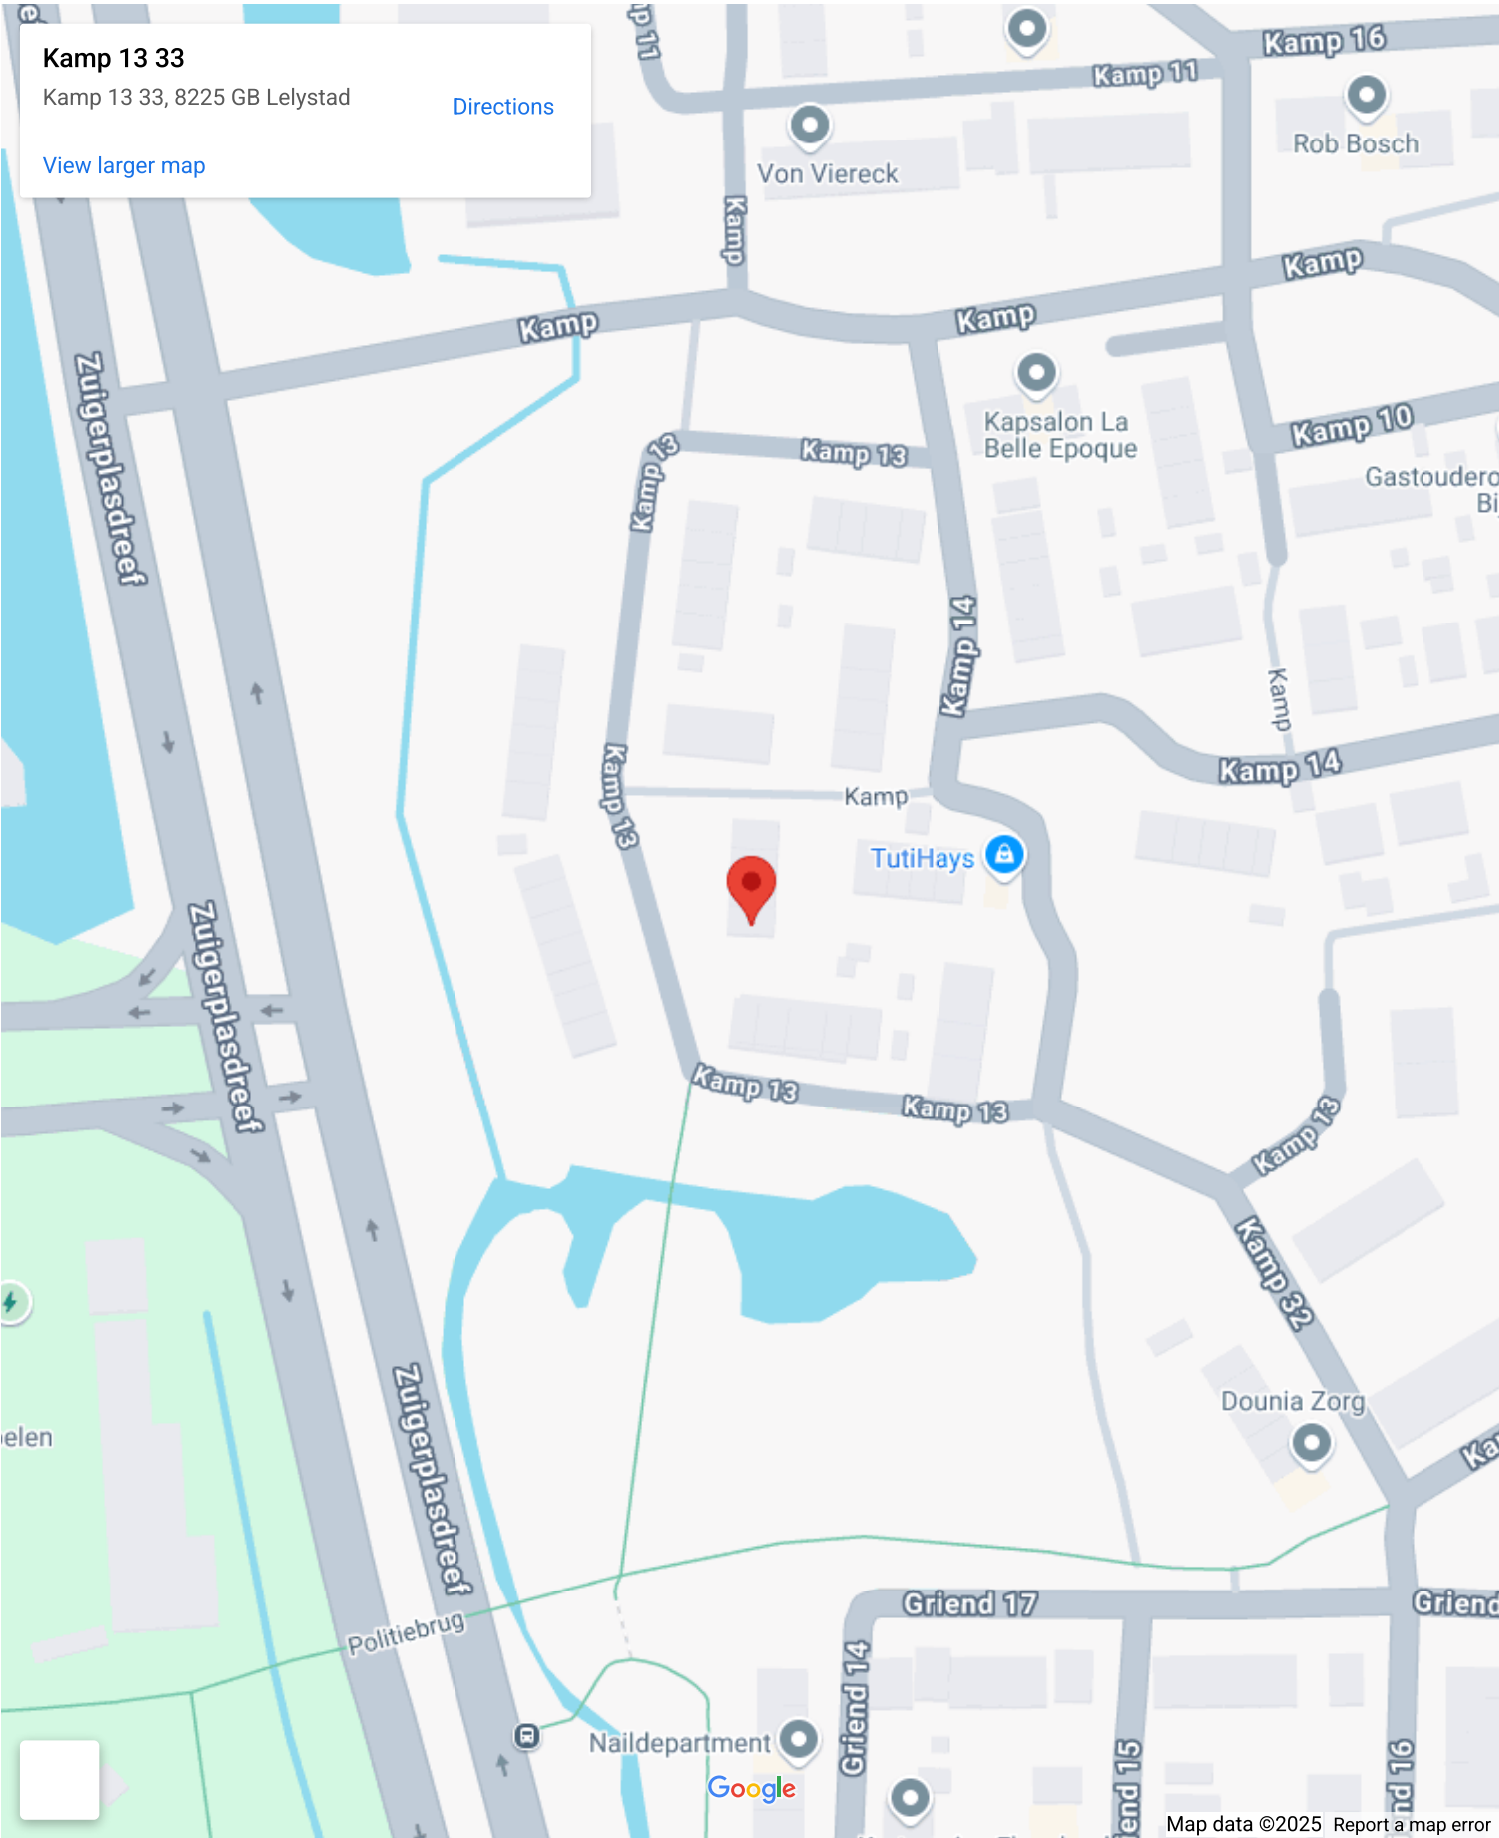 Kamp 13 33
Kamp 13 33, 8225 GB Lelystad
Directions
View larger map
Kamp 16
Kamp 11
Rob Bosch
Von Viereck
Kamp
Kamp
Kamp
Kamp
Zuigerplasdreef
Kapsalon La
Belle Epoque
Kamp 10
Kamp 13
Kamp 13
Kamp 13
Gastoudero
Bi
Kamp 14
Kamp
Kamp 14
Kamp 13
Kamp
TutiHays
Zuigerplasdreef
Kamp 13
Kamp 13
Kamp 13
Kamp 32
Zuigerplasdreef
Dounia Zorg
elen
Politiebrug
Griend 17
Griend
Griend 14
Naildepartment
Google
Map data ©2025
Report a map error